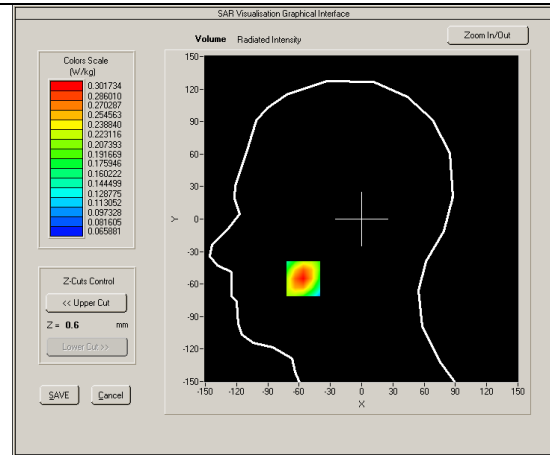 SAR Visualisation Graphical Interface
Volume Radiated Intensity
Zoom In/Out
Colors Scale
(W/kg)
0.301734
0.286010
0.270287
0.254563
0.238840
0.223116
0.207393
0.191669
0.175946
0.160222
0.144499
0.128775
0.113052
0.097328
0.081605
0.065881
Z-Cuts Control
<< Upper Cut
Z = 0.6 mm
Lower Cut >>
SAVE Cancel
Y
150-
120-
90-
60-
30-
0-
-30-
-60-
-90-
-120-
-150-
-150 -120 -90 -60 -30 0 30 60 90 120 150
X